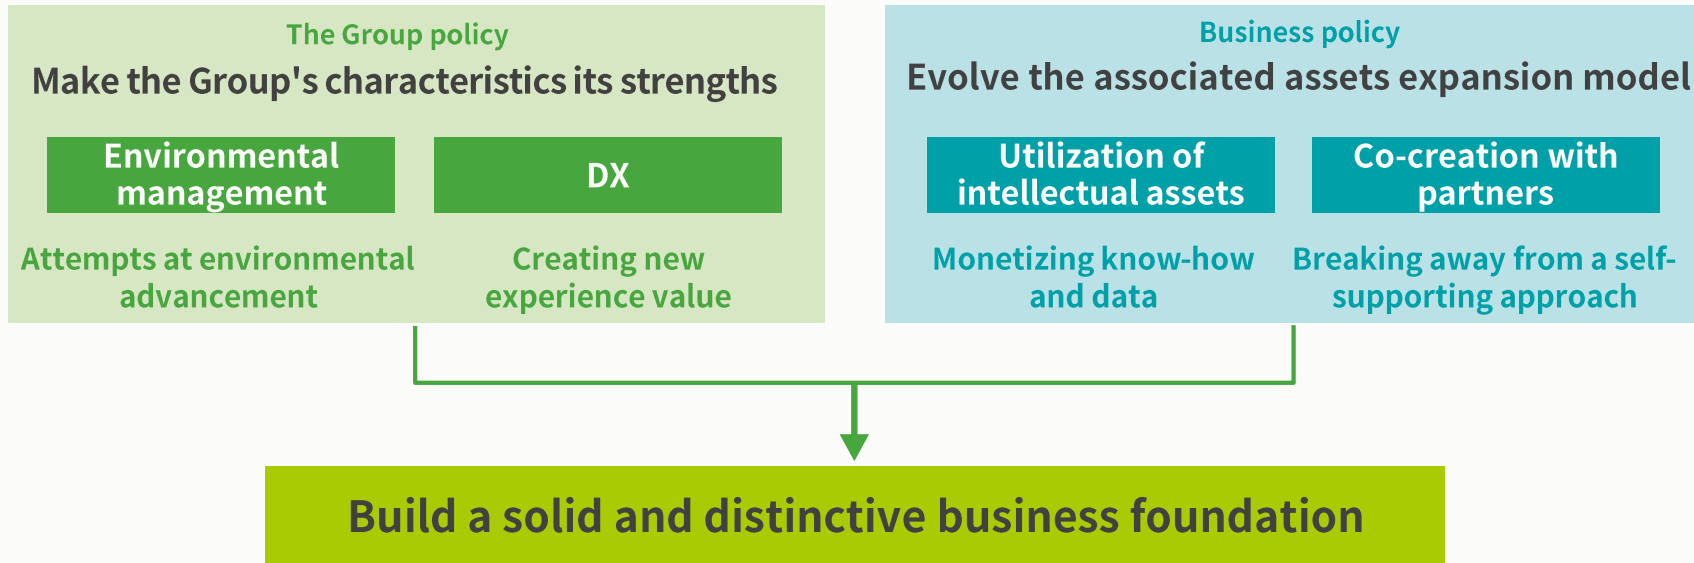 The Group policy
Make the Group's characteristics its strengths
Environmental
management
DX
Attempts at environmental
advancement
Creating new
experience value
Business policy
Evolve the associated assets expansion model
Utilization of
intellectual assets
Co-creation with
partners
Monetizing know-how
and data
Breaking away from a self-
supporting approach
Build a solid and distinctive business foundation